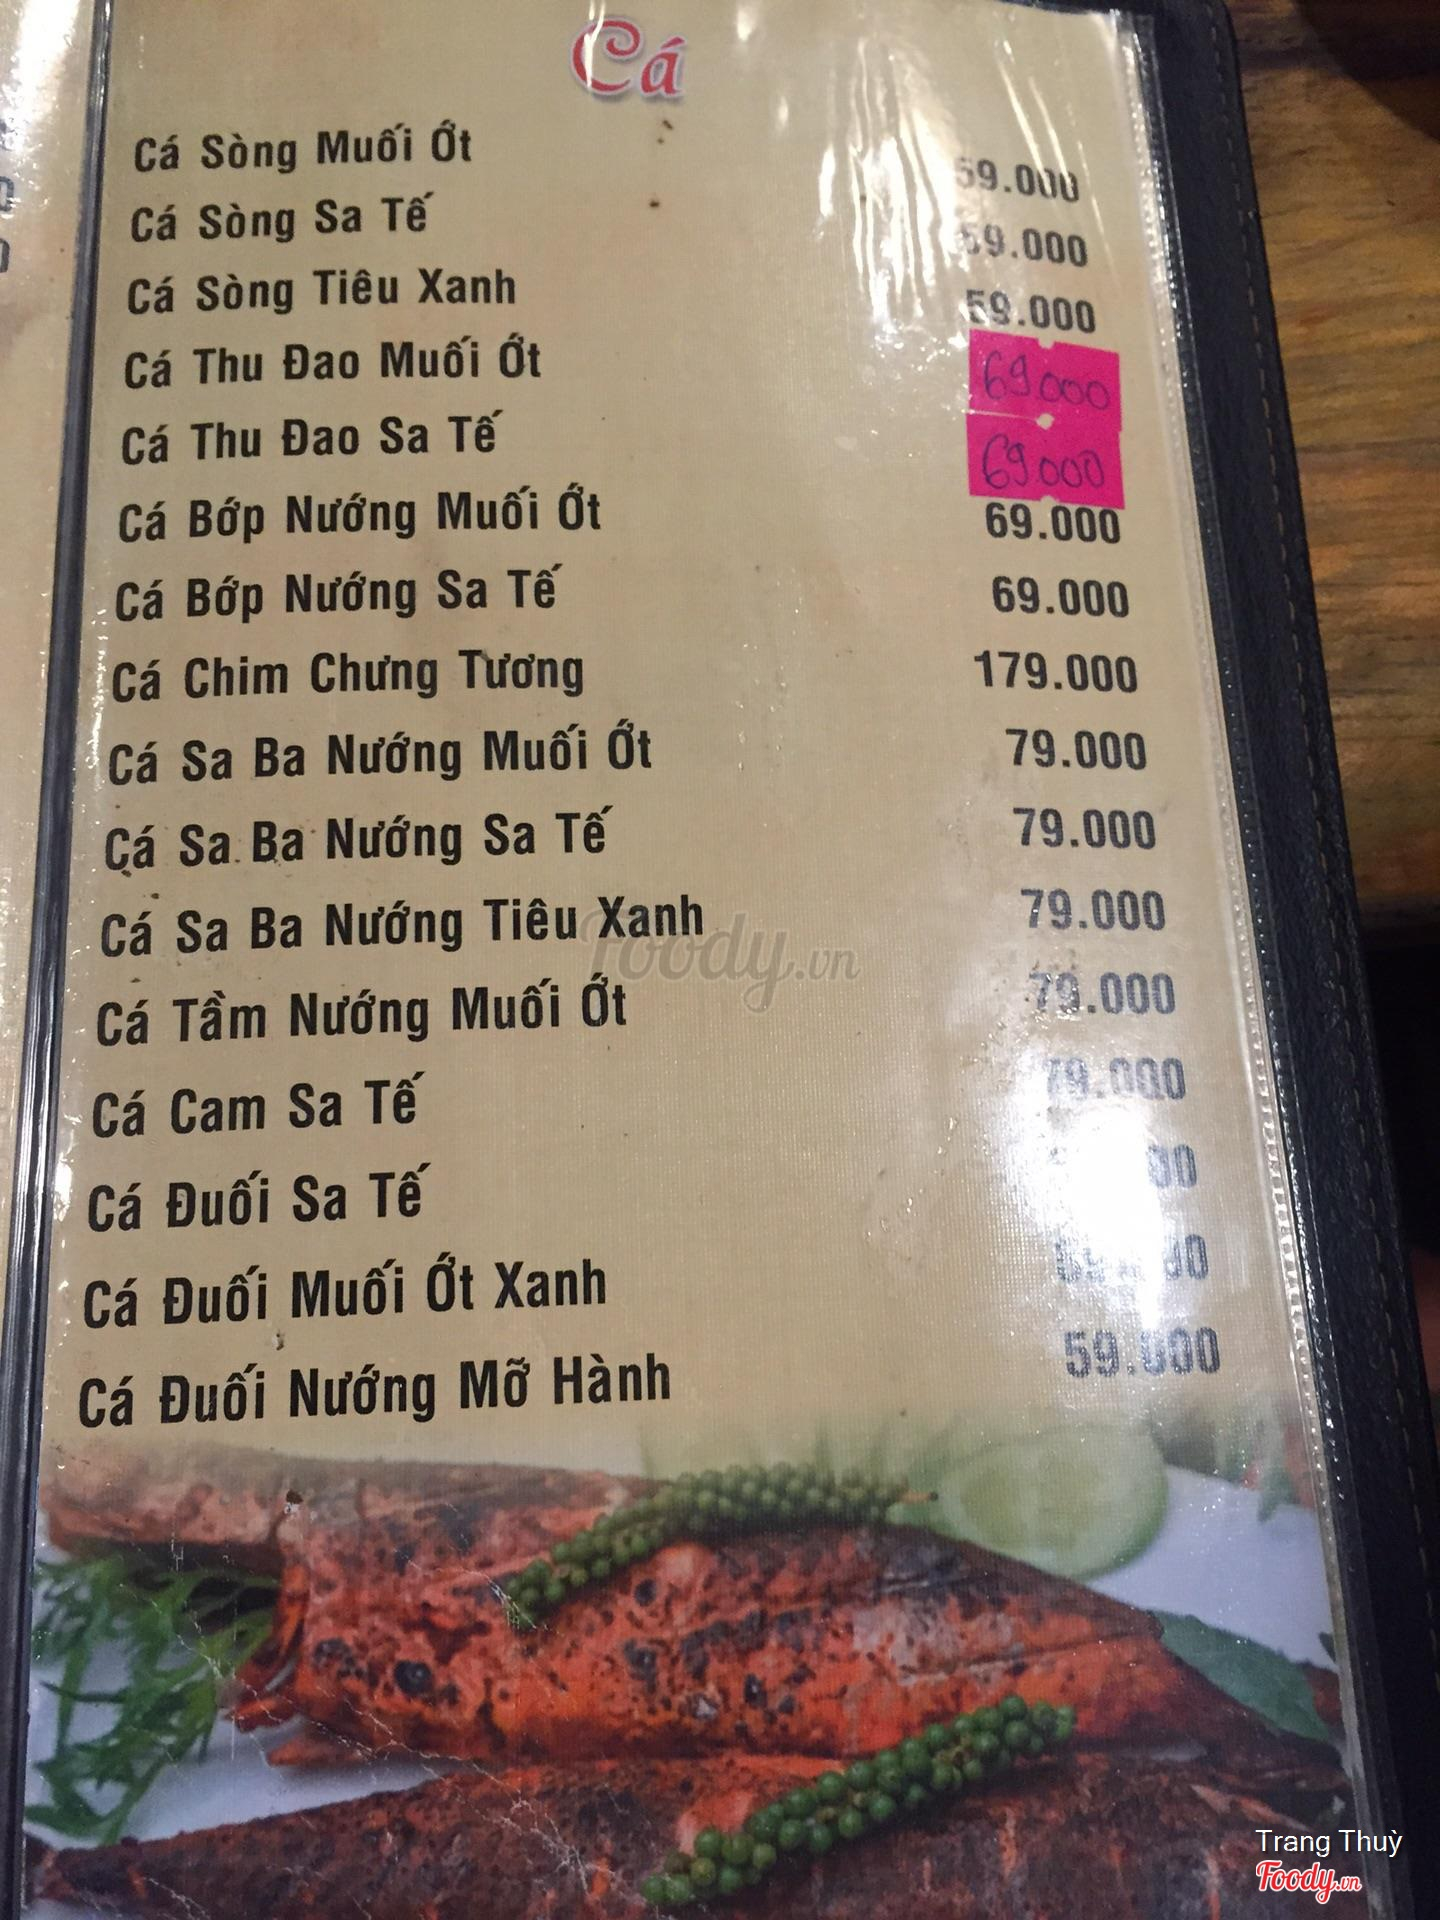 Cá
Cá Sòng Muối Ớt 59.000
Cá Sòng Sa Tế 59.000
Cá Sòng Tiêu Xanh 59.000
Cá Thu Đao Muối Ớt 69.000
Cá Thu Đao Sa Tế 69.000
Cá Bớp Nướng Muối Ớt 69.000
Cá Bớp Nướng Sa Tế 69.000
Cá Chim Chưng Tương 179.000
Cá Sa Ba Nướng Muối Ớt 79.000
Cá Sa Ba Nướng Sa Tế 79.000
Cá Sa Ba Nướng Tiêu Xanh 79.000
Cá Tầm Nướng Muối Ớt 79.000
Cá Cam Sa Tế 79.000
Cá Đuối Sa Tế
Cá Đuối Muối Ớt Xanh
Cá Đuối Nướng Mỡ Hành 59.000
Foody.vn
Trang Thuỳ
Foody.vn